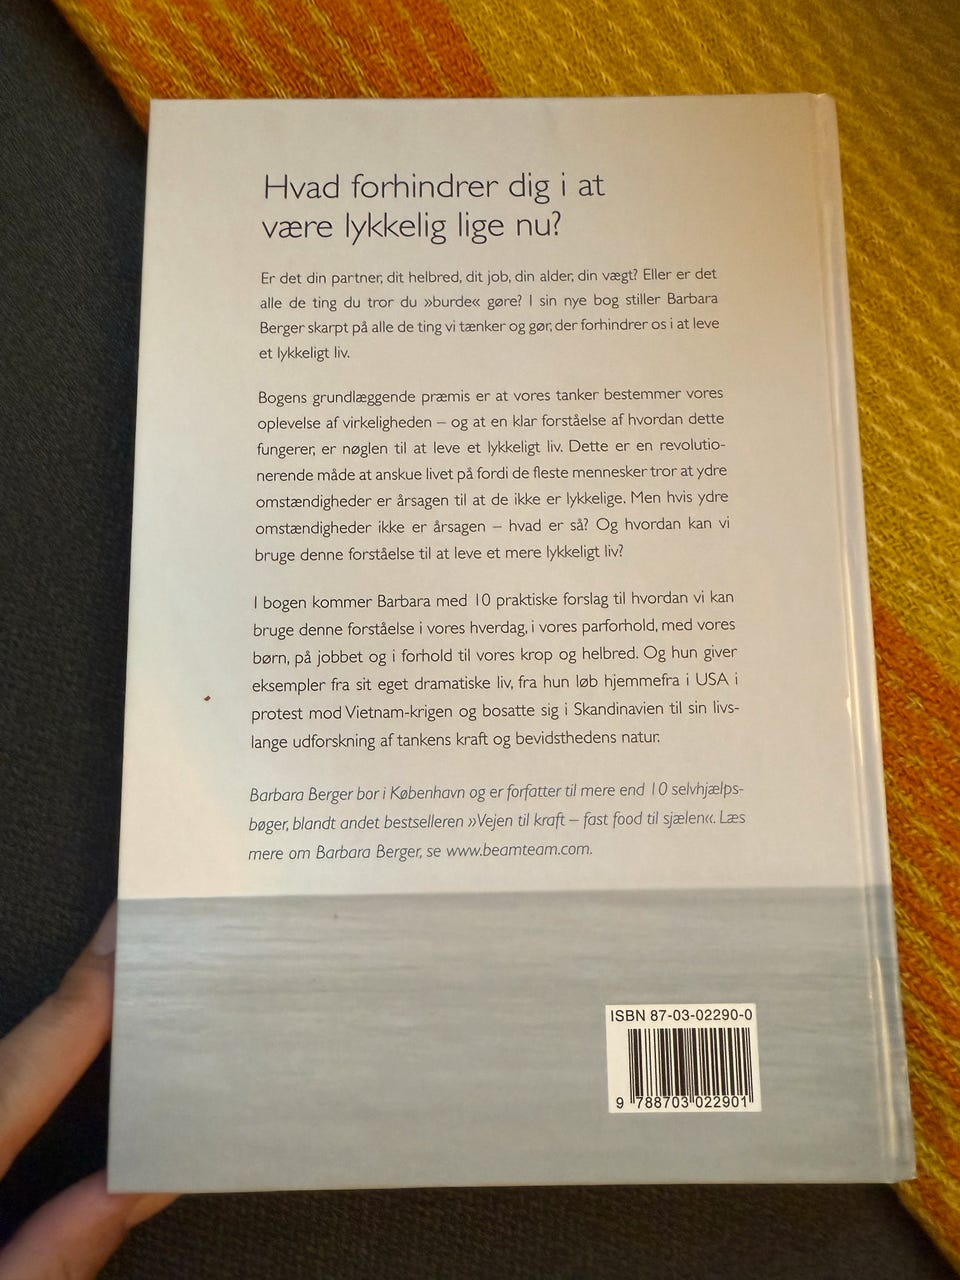 Hvad forhindrer dig i at
være lykkelig lige nu?
Er det din partner, dit helbred, dit job, din alder, din vægt? Eller er det
alle de ting du tror du »burde« gøre? I sin nye bog stiller Barbara
Berger skarpt på alle de ting vi tænker og gør, der forhindrer os i at leve
et lykkeligt liv.
Bogens grundlæggende præmis er at vores tanker bestemmer vores
oplevelse af virkeligheden – og at en klar forståelse af hvordan dette
fungerer, er nøglen til at leve et lykkeligt liv. Dette er en revolutio-
nerende måde at anskue livet på fordi de fleste mennesker tror at ydre
omstændigheder er årsagen til at de ikke er lykkelige. Men hvis ydre
omstændigheder ikke er årsagen – hvad er så? Og hvordan kan vi
bruge denne forståelse til at leve et mere lykkeligt liv?
I bogen kommer Barbara med 10 praktiske forslag til hvordan vi kan
bruge denne forståelse i vores hverdag, i vores parforhold, med vores
børn, på jobbet og i forhold til vores krop og helbred. Og hun giver
eksempler fra sit eget dramatiske liv, fra hun løb hjemmefra i USA i
protest mod Vietnam-krigen og bosatte sig i Skandinavien til sin livs-
lange udforskning af tankens kraft og bevidsthedens natur.
Barbara Berger bor i København og er forfatter til mere end 10 selvhjælps-
bøger, blandt andet bestselleren »Vejen til kraft – fast food til sjælen«. Læs
mere om Barbara Berger, se www.beamteam.com.
ISBN 87-03-02290-0
9 788703 022901